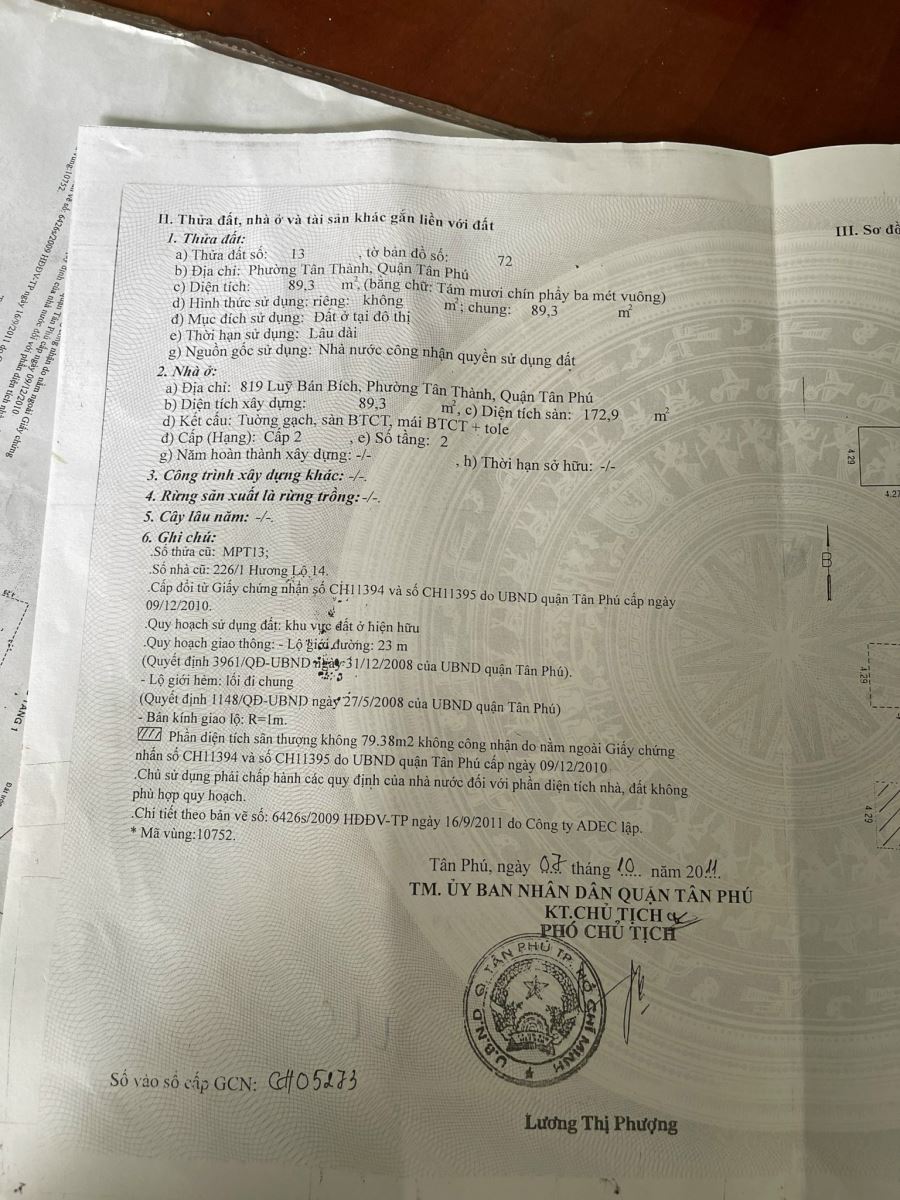 II. Thửa đất, nhà ở và tài sản khác gắn liền với đất
1. Thửa đất:
a) Thửa đất số: 13 , tờ bản đồ số: 72
b) Địa chỉ: Phường Tân Thành, Quận Tân Phú
c) Diện tích: 89,3 m², (bằng chữ: Tám mươi chín phẩy ba mét vuông)
d) Hình thức sử dụng: riêng: không m²; chung: 89,3 m²
đ) Mục đích sử dụng: Đất ở tại đô thị
e) Thời hạn sử dụng: Lâu dài
g) Nguồn gốc sử dụng: Nhà nước công nhận quyền sử dụng đất
2. Nhà ở:
a) Địa chỉ: 819 Luỹ Bán Bích, Phường Tân Thành, Quận Tân Phú
b) Diện tích xây dựng: 89,3 m², c) Diện tích sàn: 172,9 m²
d) Kết cấu: Tường gạch, sàn BTCT, mái BTCT + tole
đ) Cấp (Hạng): Cấp 2 , e) Số tầng: 2
g) Năm hoàn thành xây dựng: -/- , h) Thời hạn sở hữu: -/-
3. Công trình xây dựng khác: -/-.
4. Rừng sản xuất là rừng trồng: -/-.
5. Cây lâu năm: -/-.
6. Ghi chú:
.Số thửa cũ: MPT13;
.Số nhà cũ: 226/1 Hương Lộ 14.
.Cấp đổi từ Giấy chứng nhận số CH11394 và số CH11395 do UBND quận Tân Phú cấp ngày
09/12/2010.
.Quy hoạch sử dụng đất: khu vực đất ở hiện hữu
.Quy hoạch giao thông: - Lộ giới đường: 23 m
(Quyết định 3961/QĐ-UBND ngày 31/12/2008 của UBND quận Tân Phú).
- Lộ giới hẻm: lối đi chung
(Quyết định 1148/QĐ-UBND ngày 27/5/2008 của UBND quận Tân Phú)
- Bán kính giao lộ: R=1m.
Phần diện tích sân thượng không 79.38m2 không công nhận do nằm ngoài Giấy chứng
nhận số CH11394 và số CH11395 do UBND quận Tân Phú cấp ngày 09/12/2010
.Chủ sử dụng phải chấp hành các quy định của nhà nước đối với phần diện tích nhà, đất không
phù hợp quy hoạch.
.Chi tiết theo bản vẽ số: 6426s/2009 HĐĐV-TP ngày 16/9/2011 do Công ty ADEC lập.
* Mã vùng:10752.
Tân Phú, ngày 07 tháng 10 năm 2011.
TM. ỦY BAN NHÂN DÂN QUẬN TÂN PHÚ
KT.CHỦ TỊCH
PHÓ CHỦ TỊCH
U.B.N.D Q TÂN PHÚ TP. HỒ CHÍ MINH
Số vào sổ cấp GCN: CH05273
Lương Thị Phượng
III. Sơ đồ
4.29
4.27
B
4.29
4.29
TẦNG 1